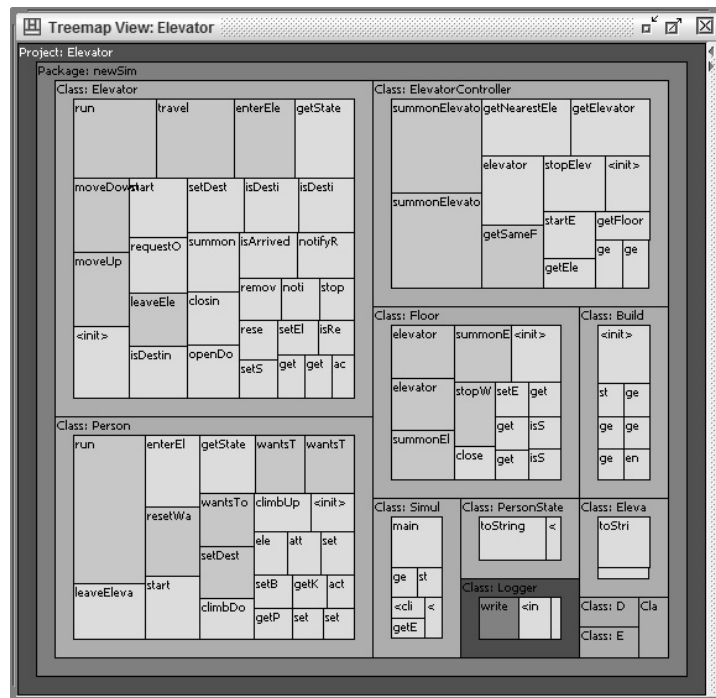 Treemap View: Elevator
Project: Elevator
Package: newSim
Class: Elevator
run
travel
enterEle
getState
moveDown
start
setDest
isDesti
isDesti
requestO
summon
isArrived
notifyR
moveUp
leaveEle
closin
remov
noti
stop
<init>
rese
setEl
isRe
isDestin
openDo
setS
get
get
ac
Class: ElevatorController
summonElevato
getNearestEle
getElevator
elevator
stopElev
<init>
summonElevato
getSameF
startE
getFloor
getEle
ge
ge
Class: Floor
elevator
summonE
<init>
elevator
stopW
setE
get
get
isS
summonEl
close
get
isS
Class: Build
<init>
st
ge
ge
ge
ge
en
Class: Person
run
enterEl
getState
wantsT
wantsT
resetWa
wantsTo
climbUp
<init>
ele
att
set
setDest
leaveEleva
start
setB
getK
act
climbDo
getP
set
set
Class: Simul
main
ge
st
<cli
<
getE
Class: PersonState
toString
<
Class: Eleva
toStri
Class: Logger
write
<in
Class: D
Cla
Class: E